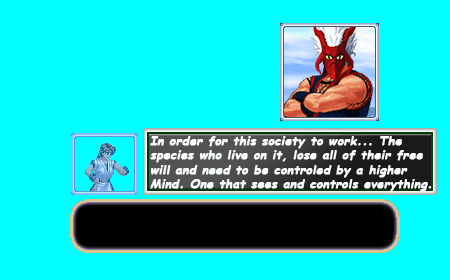 In order for this society to work... The
species who live on it, lose all of their free
will and need to be controled by a higher
Mind. One that sees and controls everything.